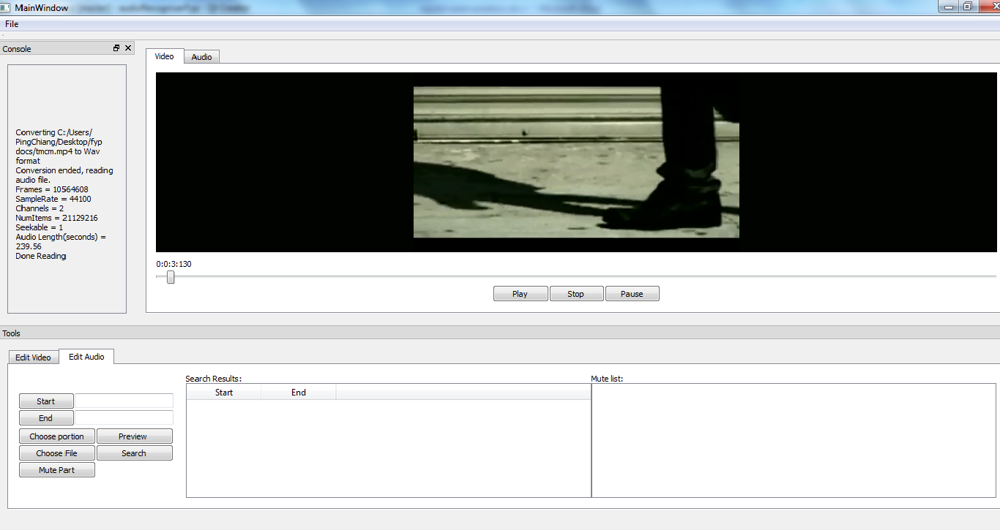 MainWindow
File
Console
Converting C:/Users/
PingChiang/Desktop/fyp
docs/tmcm.mp4 to Wav
format
Conversion ended, reading
audio file.
Frames = 10564608
SampleRate = 44100
Channels = 2
NumItems = 21129216
Seekable = 1
Audio Length(seconds) =
239.56
Done Reading
Video Audio
0:0:3:130
Play Stop Pause
Tools
Edit Video Edit Audio
Start
End
Choose portion Preview
Choose File Search
Mute Part
Search Results:
Start End
Mute list: